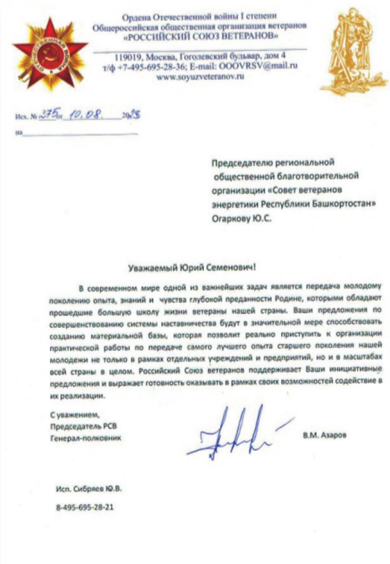 Ордена Отечественной войны I степени
Общероссийская общественная организация ветеранов
«РОССИЙСКИЙ СОЮЗ ВЕТЕРАНОВ»
119019, Москва, Гоголевский бульвар, дом 4
т/ф +7-495-695-28-36; E-mail: OOOVRSV@mail.ru
www.soyuzveteranov.ru
Исх. № 375 10.08. 20
на
Председателю региональной
общественной благотворительной
организации «Совет ветеранов
энергетики Республики Башкортостан»
Огаркову Ю.С.
Уважаемый Юрий Семенович!
В современном мире одной из важнейших задач является передача молодому
поколению опыта, знаний и чувства глубокой преданности Родине, которыми обладают
прошедшие большую школу жизни ветераны нашей страны. Ваши предложения по
совершенствованию системы наставничества будут в значительной мере способствовать
созданию материальной базы, которая позволит реально приступить к организации
практической работы по передаче самого лучшего опыта старшего поколения нашей
молодежи не только в рамках отдельных учреждений и предприятий, но и в масштабах
всей страны в целом. Российский Союз ветеранов поддерживает Ваши инициативные
предложения и выражает готовность оказывать в рамках своих возможностей содействие в
их реализации.
С уважением,
Председатель РСВ
Генерал-полковник
В.М. Азаров
Исп. Сибряев Ю.В.
8-495-695-28-21